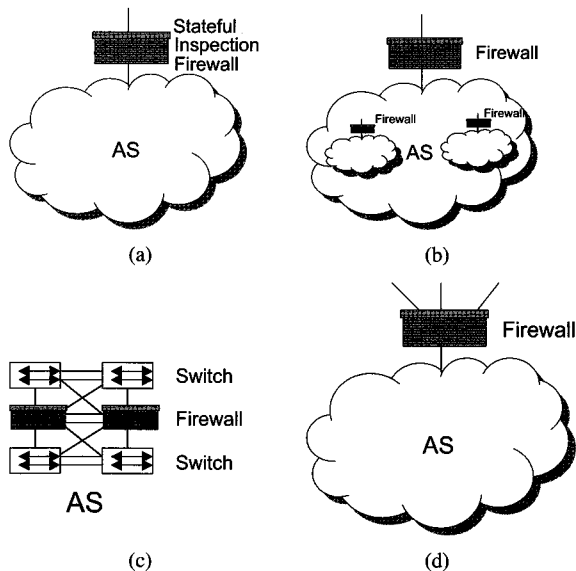 Stateful
Inspection
Firewall
AS
(a)
Firewall
Firewall
Firewall
AS
(b)
Switch
Firewall
Switch
AS
(c)
Firewall
AS
(d)